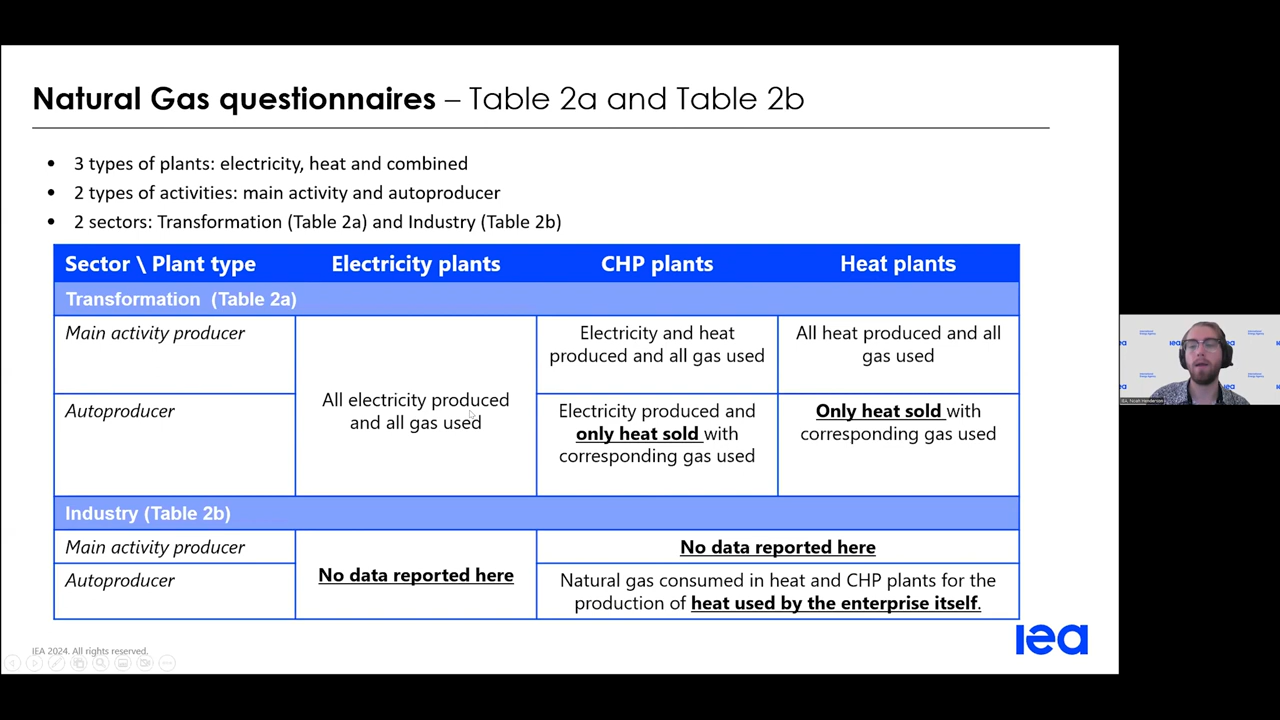 Natural Gas questionnaires – Table 2a and Table 2b
• 3 types of plants: electricity, heat and combined
• 2 types of activities: main activity and autoproducer
• 2 sectors: Transformation (Table 2a) and Industry (Table 2b)
Sector \ Plant type
Electricity plants
CHP plants
Heat plants
Transformation (Table 2a)
Main activity producer
All electricity produced
and all gas used
Electricity and heat
produced and all gas used
All heat produced and all
gas used
Autoproducer
Electricity produced and
only heat sold with
corresponding gas used
Only heat sold with
corresponding gas used
Industry (Table 2b)
Main activity producer
No data reported here
No data reported here
Autoproducer
Natural gas consumed in heat and CHP plants for the
production of heat used by the enterprise itself.
IEA 2024. All rights reserved.
iea